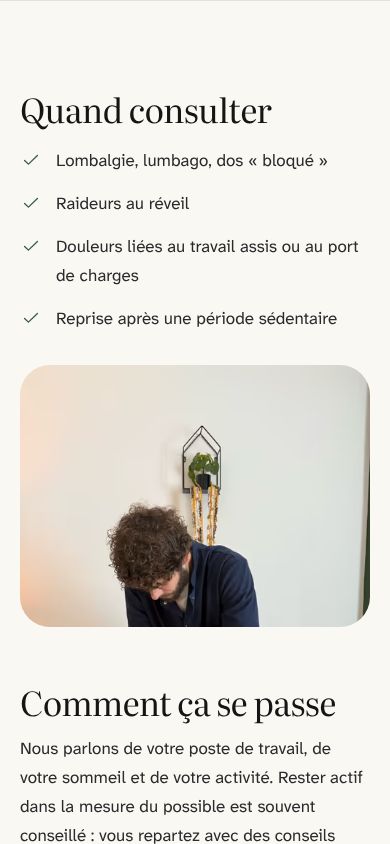 Quand consulter
Lombalgie, lumbago, dos « bloqué »
Raideurs au réveil
Douleurs liées au travail assis ou au port
de charges
Reprise après une période sédentaire
Comment ça se passe
Nous parlons de votre poste de travail, de
votre sommeil et de votre activité. Rester actif
dans la mesure du possible est souvent
conseillé : vous repartez avec des conseils